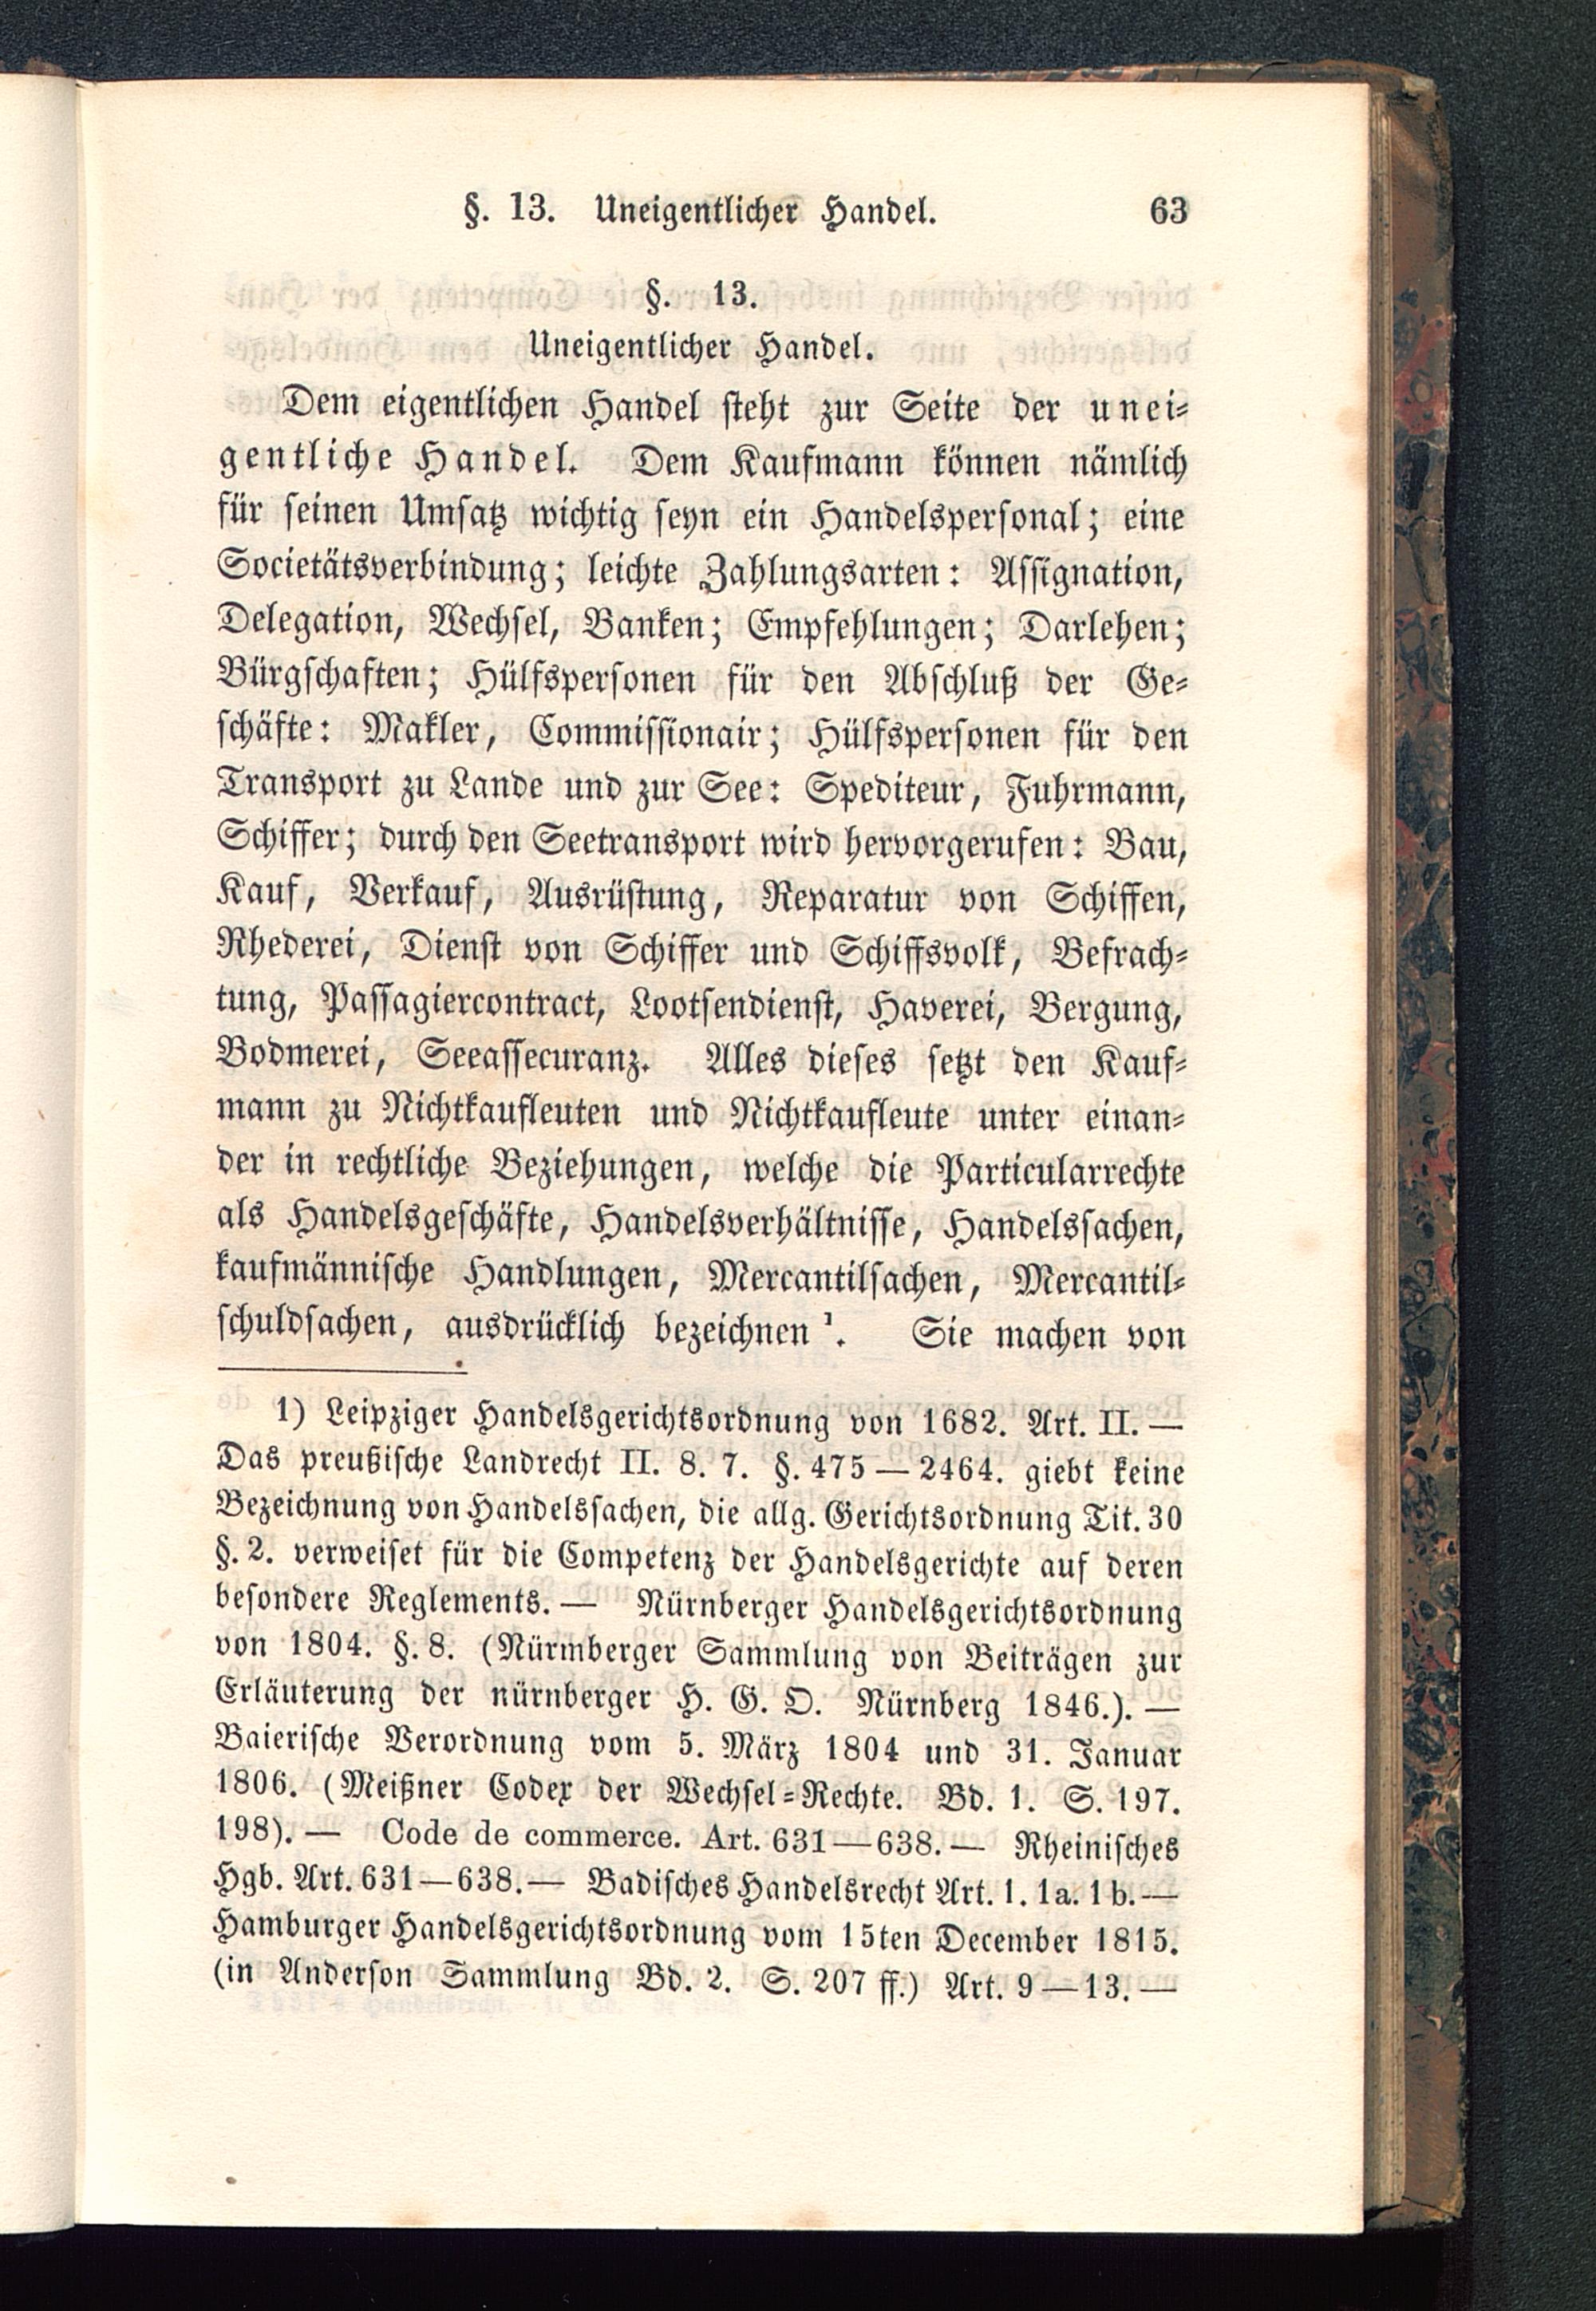 §. 13. Uneigentlicher Handel. 63
§. 13.
Uneigentlicher Handel.
Dem eigentlichen Handel steht zur Seite der unei-
gentliche Handel. Dem Kaufmann können nämlich
für seinen Umsatz wichtig seyn ein Handelspersonal; eine
Societätsverbindung; leichte Zahlungsarten: Assignation,
Delegation, Wechsel, Banken; Empfehlungen; Darlehen;
Bürgschaften; Hülfspersonen für den Abschluß der Ge-
schäfte: Makler, Commissionair; Hülfspersonen für den
Transport zu Lande und zur See: Spediteur, Fuhrmann,
Schiffer; durch den Seetransport wird hervorgerufen: Bau,
Kauf, Verkauf, Ausrüstung, Reparatur von Schiffen,
Rhederei, Dienst von Schiffer und Schiffsvolk, Befrach-
tung, Passagiercontract, Lootsendienst, Haverei, Bergung,
Bodmerei, Seeassecuranz. Alles dieses setzt den Kauf-
mann zu Nichtkaufleuten und Nichtkaufleute unter einan-
der in rechtliche Beziehungen, welche die Particularrechte
als Handelsgeschäfte, Handelsverhältnisse, Handelssachen,
kaufmännische Handlungen, Mercantilsachen, Mercantil-
schuldsachen, ausdrücklich bezeichnen ¹. Sie machen von
1) Leipziger Handelsgerichtsordnung von 1682. Art. II. —
Das preußische Landrecht II. 8. 7. §. 475 — 2464. giebt keine
Bezeichnung von Handelssachen, die allg. Gerichtsordnung Tit. 30
§. 2. verweiset für die Competenz der Handelsgerichte auf deren
besondere Reglements. — Nürnberger Handelsgerichtsordnung
von 1804. §. 8. (Nürmberger Sammlung von Beiträgen zur
Erläuterung der nürnberger H. G. O. Nürnberg 1846.). —
Baierische Verordnung vom 5. März 1804 und 31. Januar
1806. (Meißner Codex der Wechsel-Rechte. Bd. 1. S. 197.
198). — Code de commerce. Art. 631—638. — Rheinisches
Hgb. Art. 631—638. — Badisches Handelsrecht Art. 1. 1a. 1b. —
Hamburger Handelsgerichtsordnung vom 15ten December 1815.
(in Anderson Sammlung Bd. 2. S. 207 ff.) Art. 9—13. —